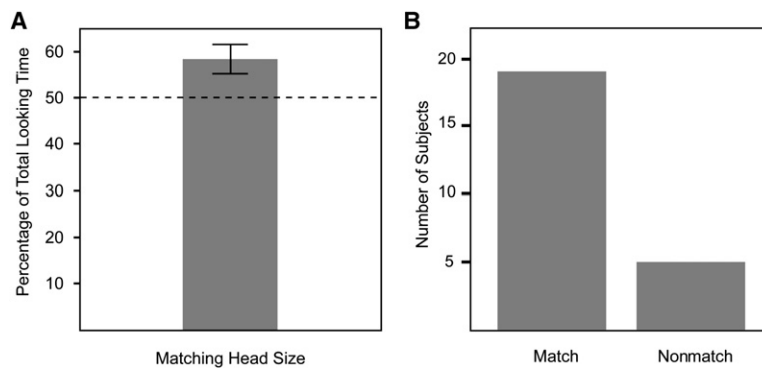 A
Percentage of Total Looking Time
60
50
40
30
20
10
Matching Head Size
B
Number of Subjects
20
15
10
5
Match Nonmatch